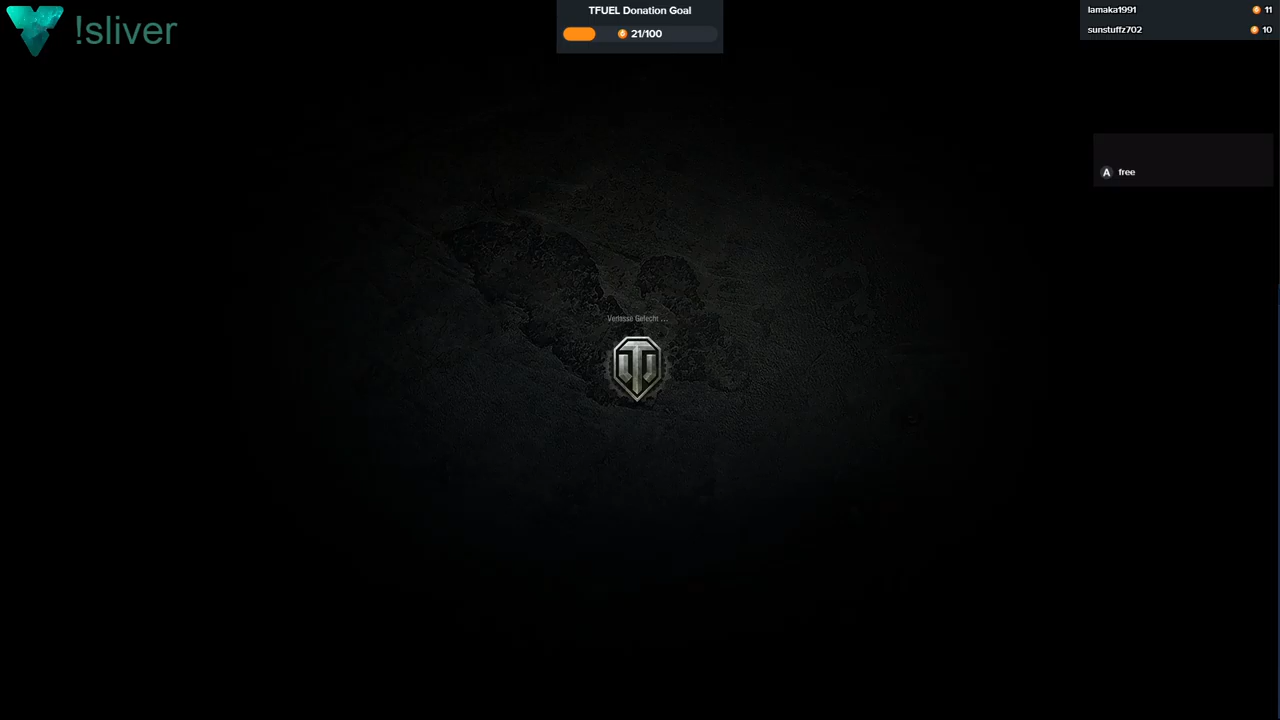 !sliver
TFUEL Donation Goal
21/100
lamaka1991 11
sunstuffz702 10
A free
Verlasse Gefecht ...